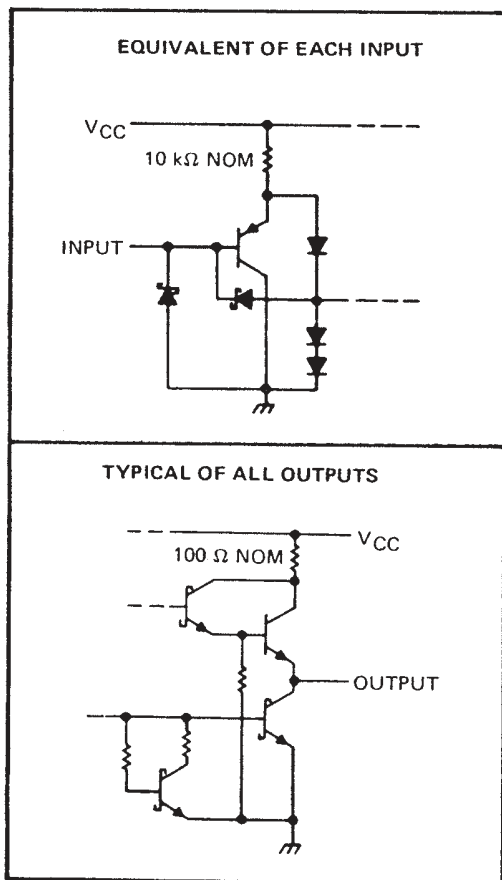 EQUIVALENT OF EACH INPUT
VCC
10 kΩ NOM
INPUT
TYPICAL OF ALL OUTPUTS
VCC
100 Ω NOM
OUTPUT